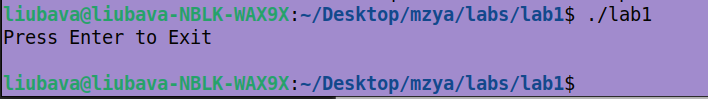 liubava@liubava-NBLK-WAX9X:~/Desktop/mzya/labs/lab1$ ./lab1
Press Enter to Exit
liubava@liubava-NBLK-WAX9X:~/Desktop/mzya/labs/lab1$